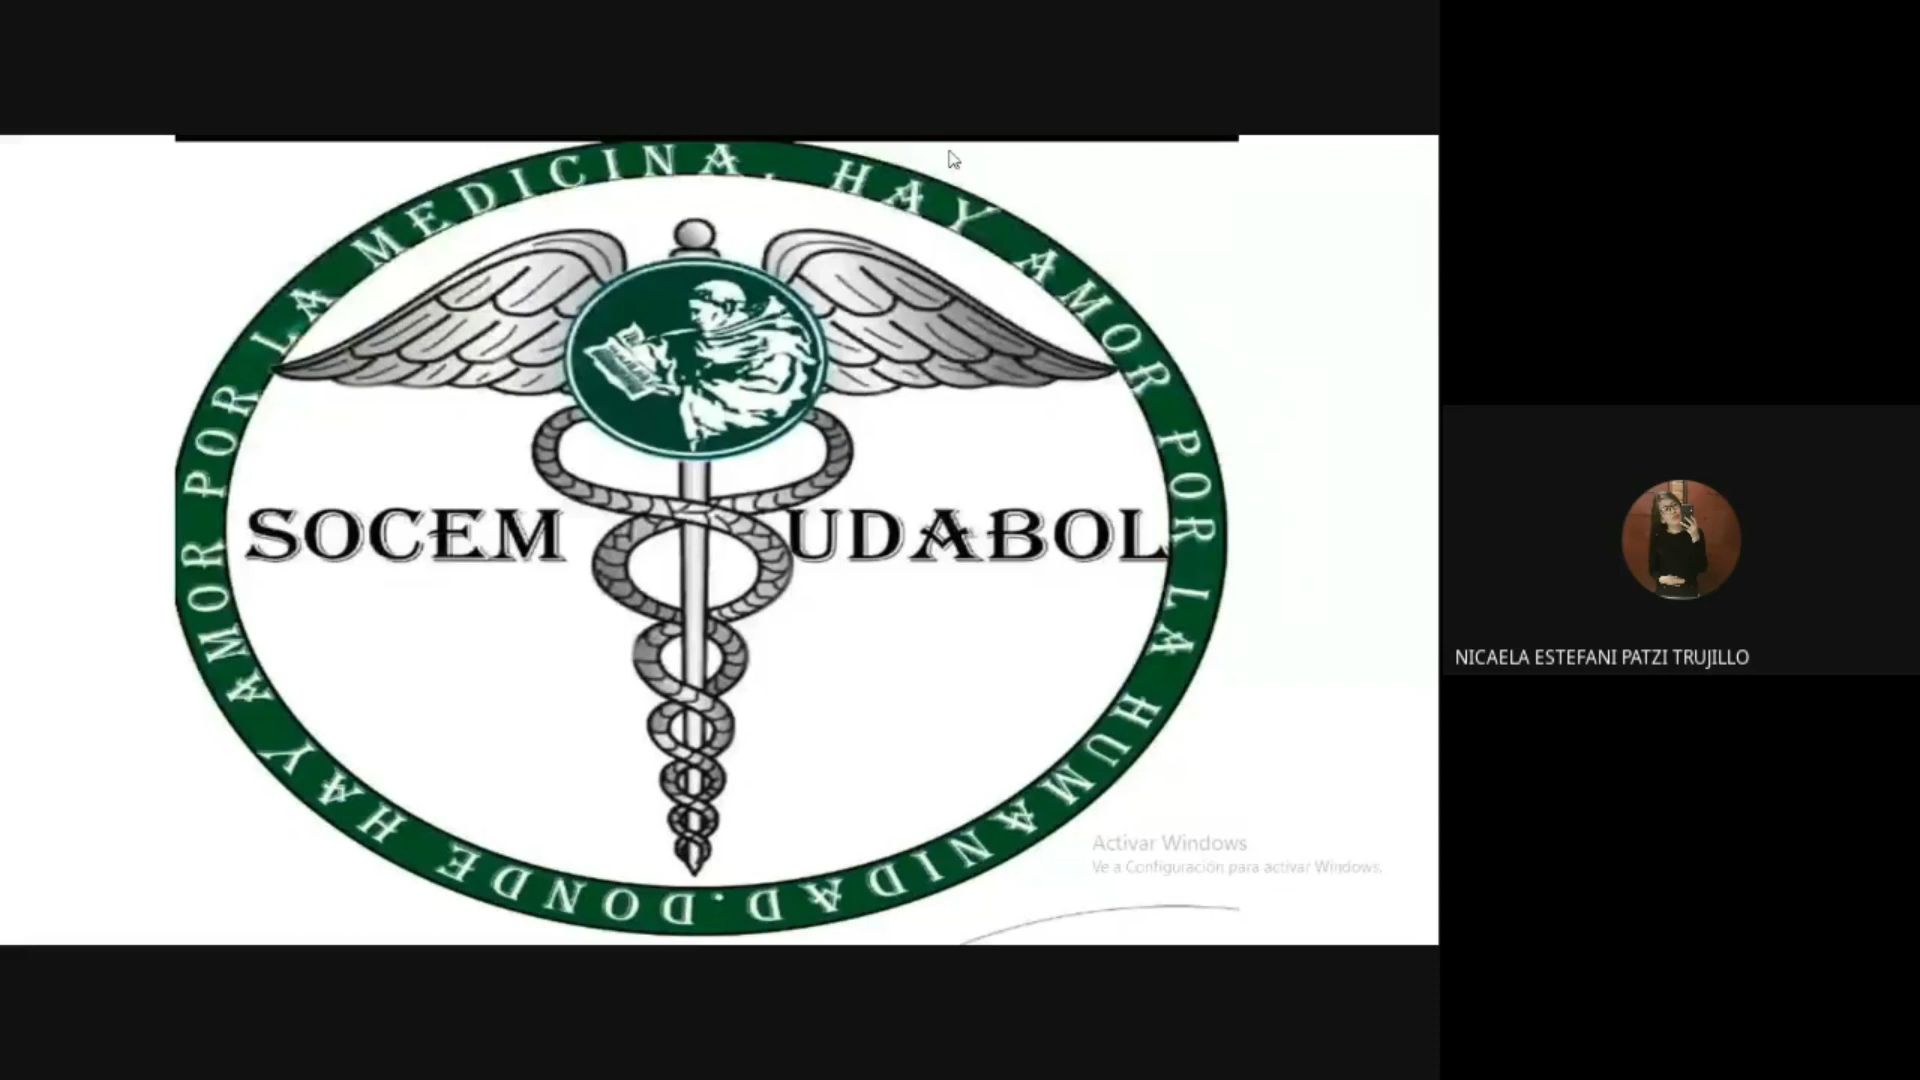 DONDE HAY AMOR POR LA MEDICINA, HAY AMOR POR LA HUMANIDAD.
SOCEM UDABOL
NICAELA ESTEFANI PATZI TRUJILLO
Activar Windows
Ve a Configuración para activar Windows.